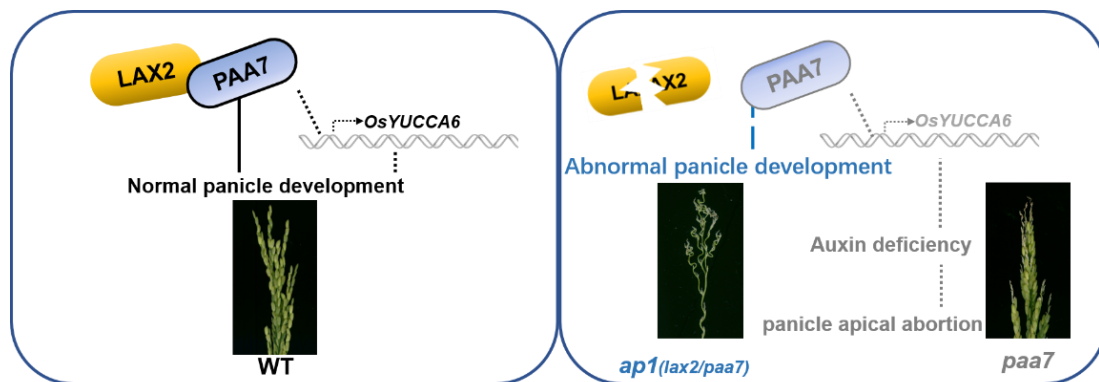 LAX2
PAA7
OsYUCCA6
Normal panicle development
WT
LAX2
PAA7
OsYUCCA6
Abnormal panicle development
Auxin deficiency
panicle apical abortion
ap1(lax2/paa7)
paa7